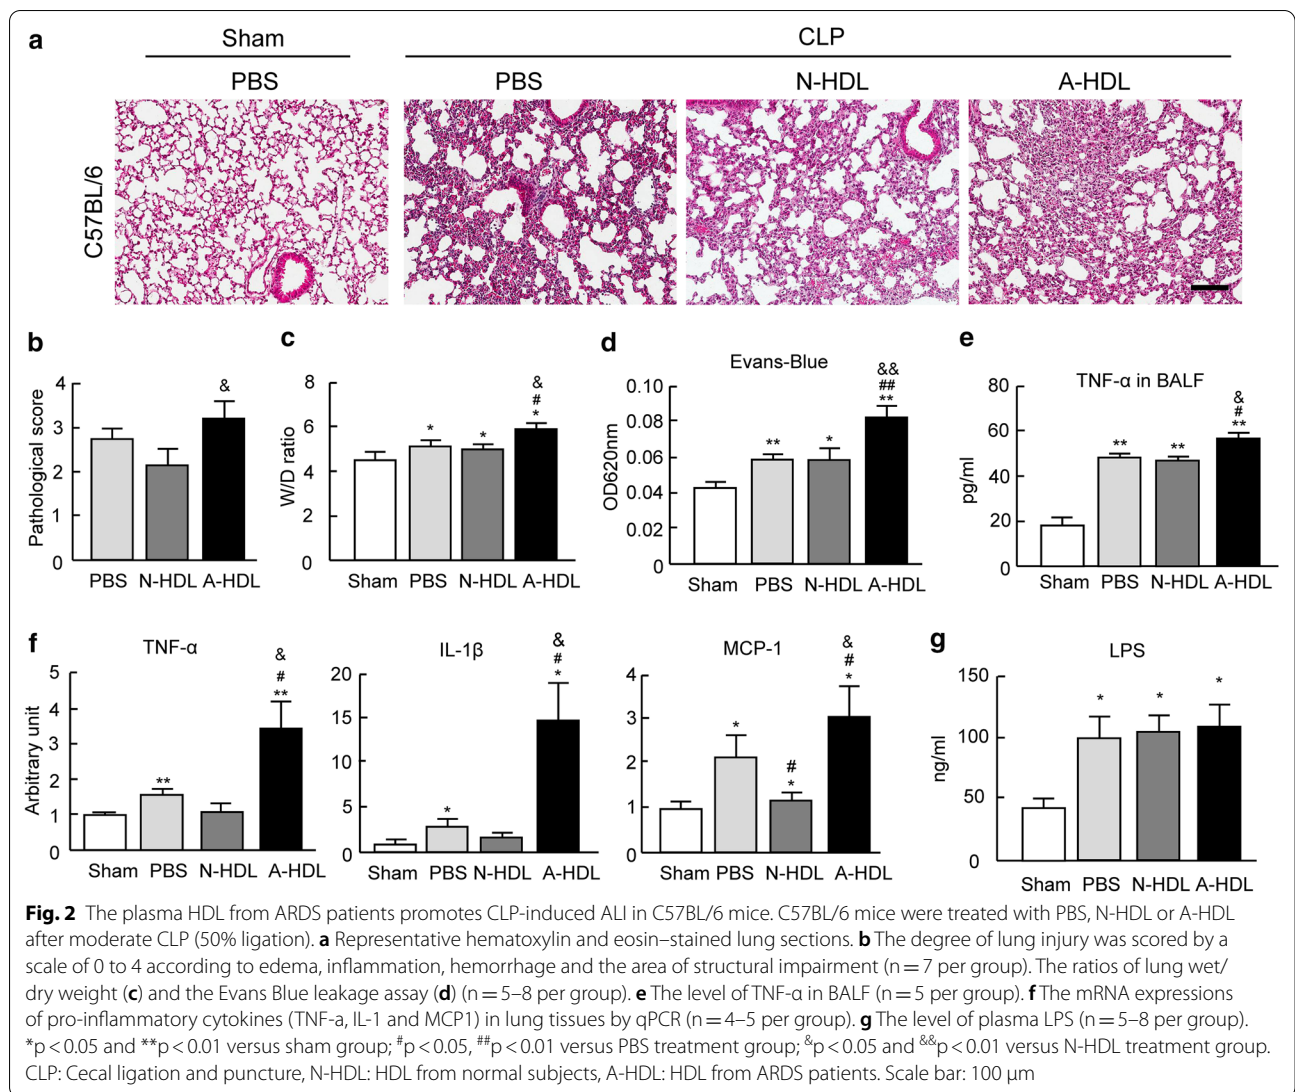 a
Sham
CLP
PBS
PBS
N-HDL
A-HDL
C57BL/6
b
Pathological score
4
3
2
1
0
&
PBS N-HDL A-HDL
c
W/D ratio
8
6
4
2
0
*
*
&
#
*
Sham PBS N-HDL A-HDL
d
Evans-Blue
OD620nm
0.10
0.08
0.06
0.04
0.02
0
**
*
&&
##
**
Sham PBS N-HDL A-HDL
e
TNF-α in BALF
pg/ml
80
60
40
20
0
**
**
&
#
**
Sham PBS N-HDL A-HDL
f
TNF-α
Arbitrary unit
5
4
3
2
1
0
**
&
#
**
Sham PBS N-HDL A-HDL
IL-1β
20
15
10
5
0
*
&
#
*
Sham PBS N-HDL A-HDL
MCP-1
4
3
2
1
0
*
#
*
&
#
*
Sham PBS N-HDL A-HDL
g
LPS
ng/ml
150
100
50
0
*
*
*
Sham PBS N-HDL A-HDL
Fig. 2 The plasma HDL from ARDS patients promotes CLP-induced ALI in C57BL/6 mice. C57BL/6 mice were treated with PBS, N-HDL or A-HDL
after moderate CLP (50% ligation). a Representative hematoxylin and eosin–stained lung sections. b The degree of lung injury was scored by a
scale of 0 to 4 according to edema, inflammation, hemorrhage and the area of structural impairment (n = 7 per group). The ratios of lung wet/
dry weight (c) and the Evans Blue leakage assay (d) (n = 5–8 per group). e The level of TNF-α in BALF (n = 5 per group). f The mRNA expressions
of pro-inflammatory cytokines (TNF-a, IL-1 and MCP1) in lung tissues by qPCR (n = 4–5 per group). g The level of plasma LPS (n = 5–8 per group).
*p < 0.05 and **p < 0.01 versus sham group; #p < 0.05, ##p < 0.01 versus PBS treatment group; &p < 0.05 and &&p < 0.01 versus N-HDL treatment group.
CLP: Cecal ligation and puncture, N-HDL: HDL from normal subjects, A-HDL: HDL from ARDS patients. Scale bar: 100 μm